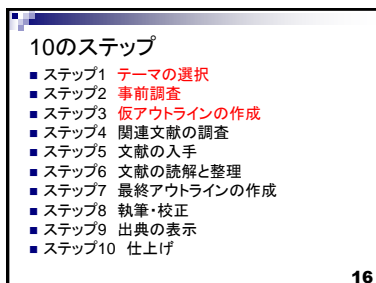 10のステップ
ステップ1 テーマの選択
ステップ2 事前調査
ステップ3 仮アウトラインの作成
ステップ4 関連文献の調査
ステップ5 文献の入手
ステップ6 文献の読解と整理
ステップ7 最終アウトラインの作成
ステップ8 執筆・校正
ステップ9 出典の表示
ステップ10 仕上げ
16